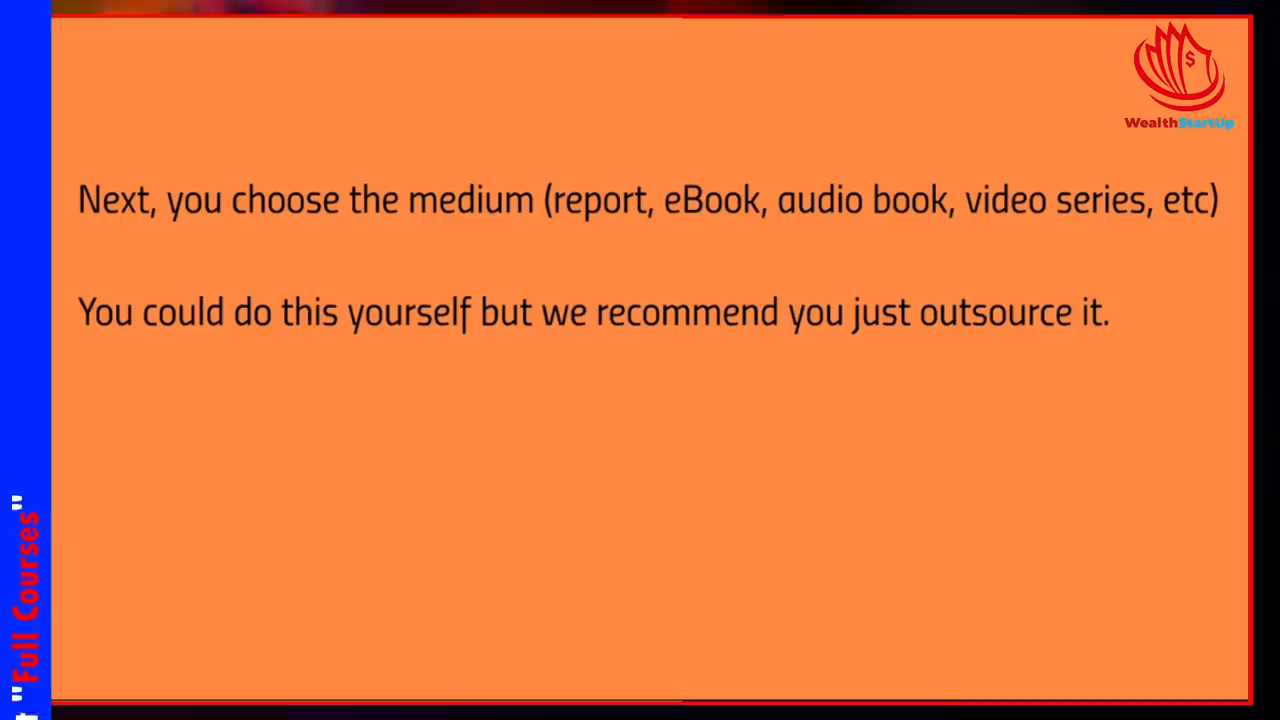 $
WealthStartUp
Next, you choose the medium (report, eBook, audio book, video series, etc)
You could do this yourself but we recommend you just outsource it.
"Full Courses"